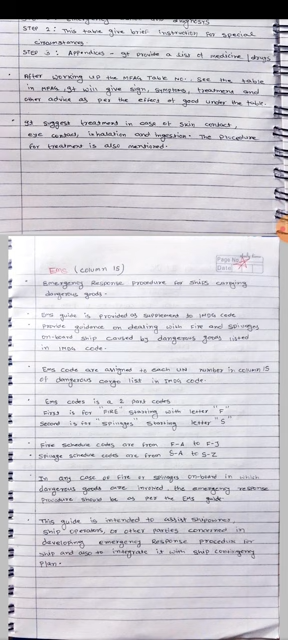 STEP 2: This table give brief instruction for special
circumstances.
STEP 3: Appendices - It provide a list of medicine / drugs
After working up the MFAG Table No. See the table
in MFAG, it will give sign, symptoms, treatment and
other advice as per the effect of good under the table.
It suggest treatment in case of skin contact,
eye contact, inhalation and Ingestion. The procedure
for treatment is also mentioned.
Page No.
Date
EMS (column 15)
Emergency Response Procedure for ships carrying
dangerous goods.
EMS guide is provided as supplement to IMDG code
Provide guidance on dealing with fire and spillages
on-board ship caused by dangerous goods listed
in IMDG code.
EMS code are assigned to each UN number in column 15
of dangerous cargo list in IMDG code.
EMS codes is a 2 part codes
First is for "FIRE" starting with letter "F"
Second is for "spillages" starting letter "S"
Fire schedule codes are from F-A to F-J
Spillage schedule codes are from S-A to S-Z
In any case of Fire or spillages on-board in which
dangerous goods are involved, the emergency response
Procedure should be as per the EMS guide
This guide is intended to assist shipowner,
ship operators, or other parties concerned in
developing emergency Response procedure for
ship and also to integrate it with ship contingency
plan.